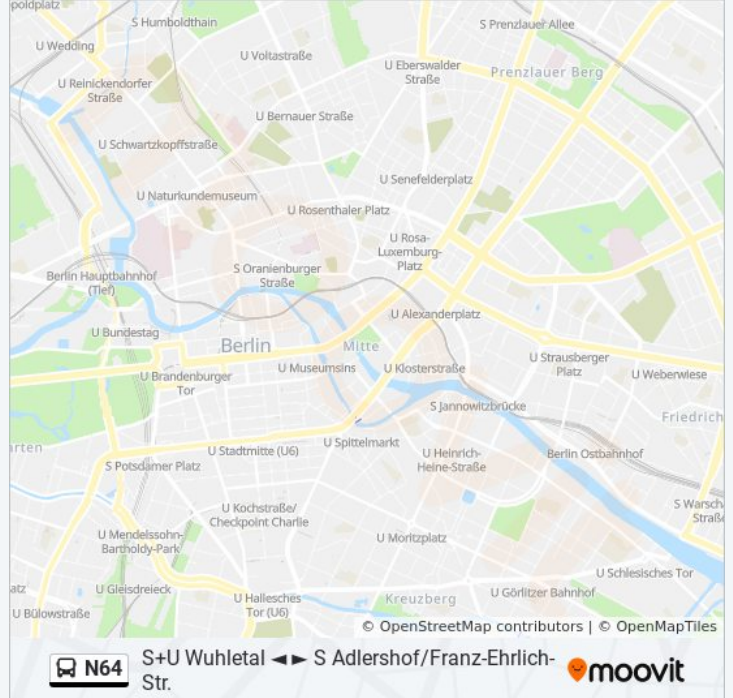 poldplatz
S Humboldthain
S Prenzlauer Allee
U Wedding
U Voltastraße
U Eberswalder
Straße
Prenzlauer Berg
U Reinickendorfer
Straße
U Bernauer Straße
U Schwartzkopffstraße
U Senefelderplatz
U Naturkundemuseum
U Rosenthaler Platz
U Rosa-
Luxemburg-
Platz
Berlin Hauptbahnhof
(Tief)
S Oranienburger
Straße
U Alexanderplatz
U Bundestag
Berlin
Mitte
U Strausberger
Platz
U Museumsins
U Klosterstraße
U Weberwiese
U Brandenburger
Tor
S Jannowitzbrücke
Friedrich
rten
U Stadtmitte (U6)
U Spittelmarkt
U Heinrich-
Heine-Straße
Berlin Ostbahnhof
S Potsdamer Platz
S Warsch
Straße
U Kochstraße/
Checkpoint Charlie
U Mendelssohn-
Bartholdy-Park
U Moritzplatz
U Schlesisches Tor
atz
U Gleisdreieck
U Hallesches
Tor (U6)
Kreuzberg
U Görlitzer Bahnhof
U Bülowstraße
© OpenStreetMap contributors | © OpenMapTiles
N64
S+U Wuhletal ◄► S Adlershof/Franz-Ehrlich-
Str.
moovit